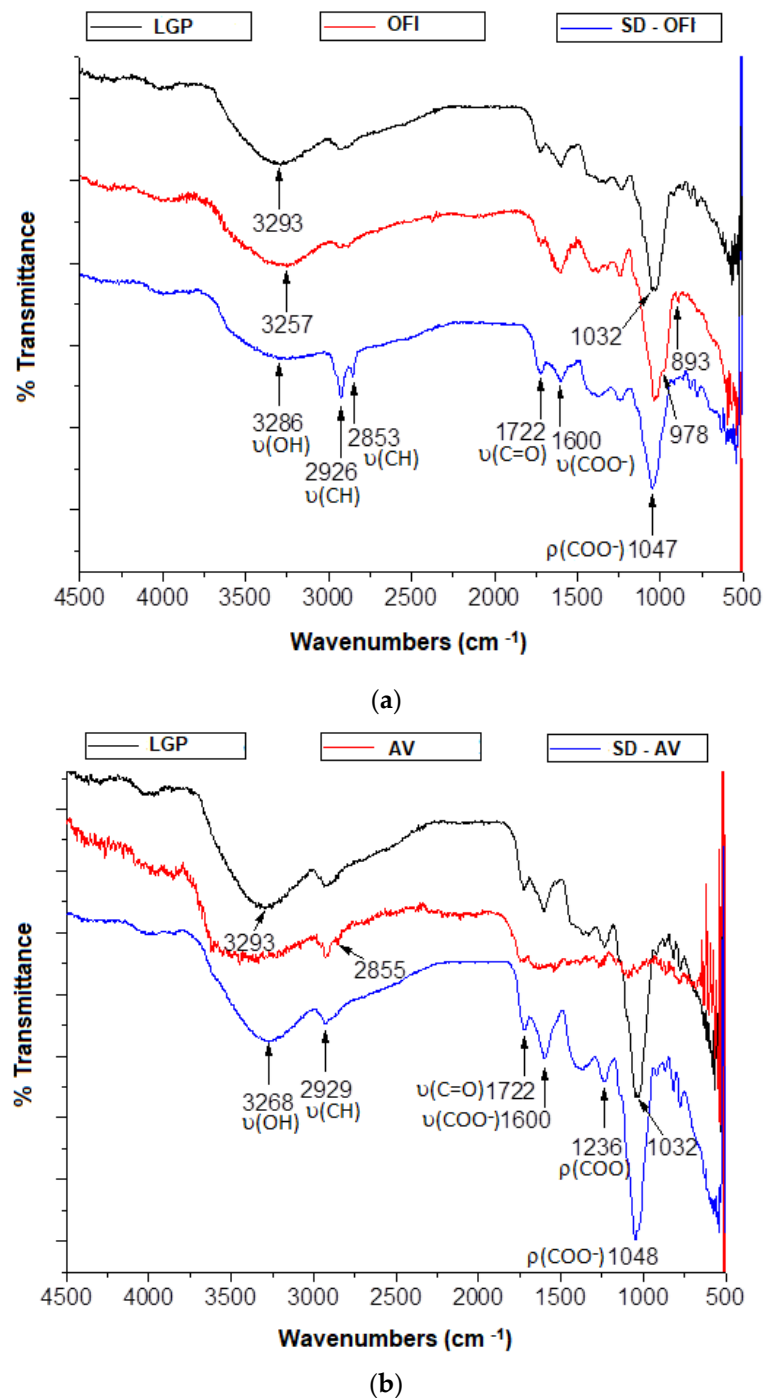 LGP OFI SD - OFI
% Transmittance
3293
3257
3286
υ(OH)
2926
υ(CH)
2853
υ(CH)
1722
υ(C=O)
1600
υ(COO⁻)
1032
893
978
ρ(COO⁻) 1047
4500 4000 3500 3000 2500 2000 1500 1000 500
Wavenumbers (cm ⁻¹)
(a)
LGP AV SD - AV
% Transmittance
3293
2855
3268
υ(OH)
2929
υ(CH)
υ(C=O)1722
υ(COO⁻)1600
1236
ρ(COO)
1032
ρ(COO⁻) 1048
4500 4000 3500 3000 2500 2000 1500 1000 500
Wavenumbers (cm ⁻¹)
(b)